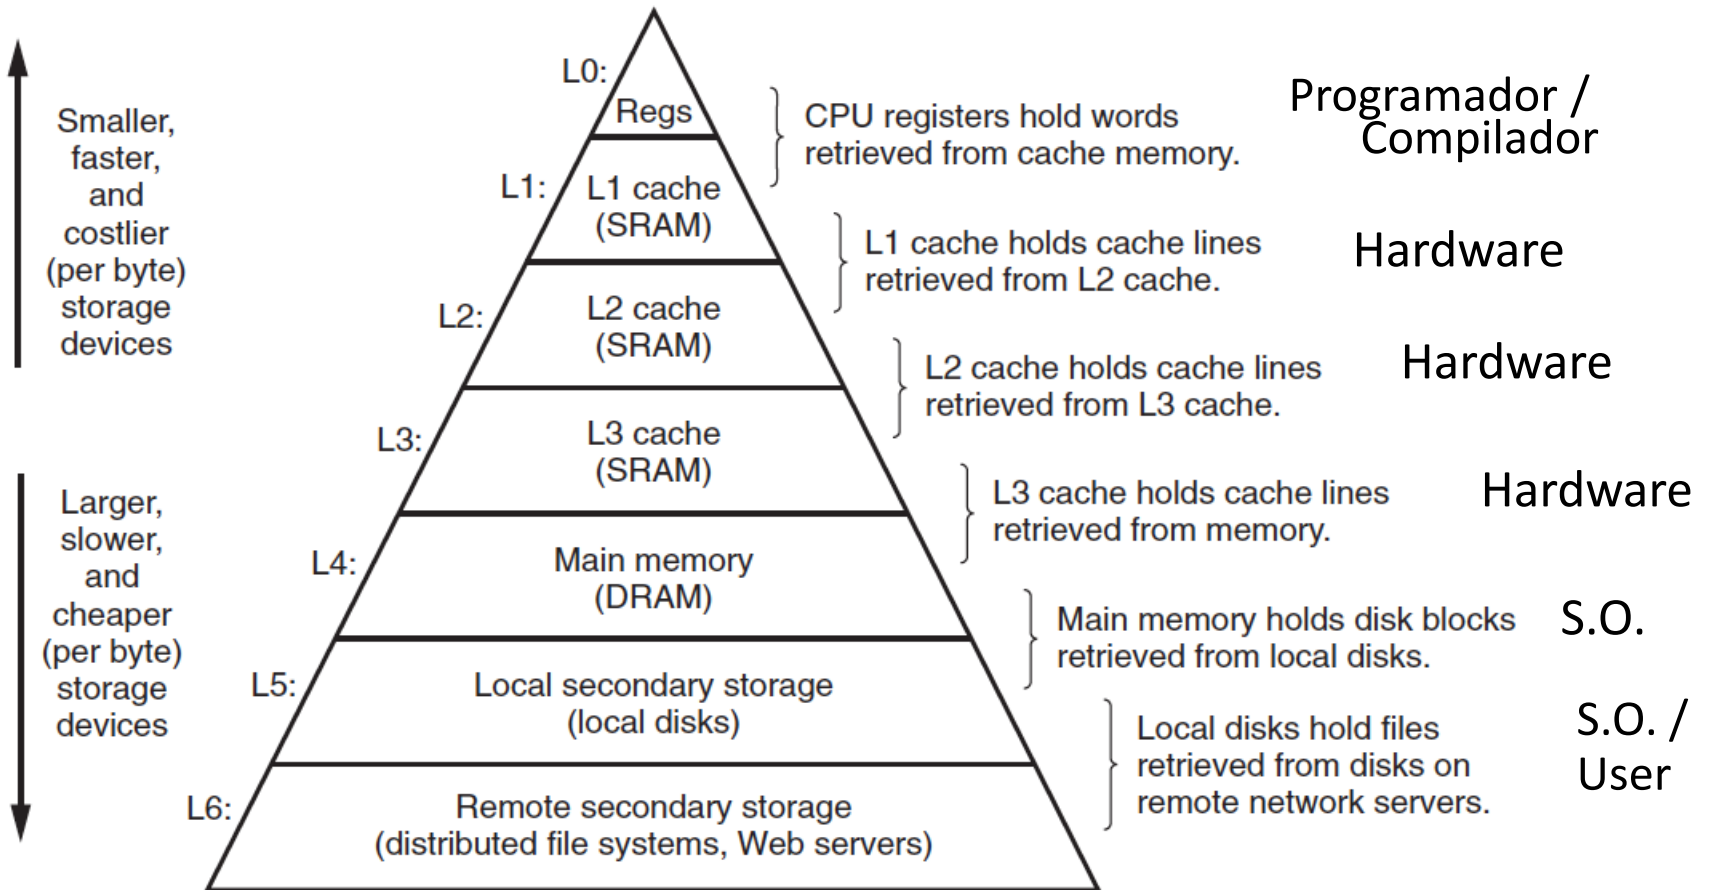 L0:
Regs
CPU registers hold words
retrieved from cache memory.
Programador /
Compilador
Smaller,
faster,
and
costlier
(per byte)
storage
devices
L1:
L1 cache
(SRAM)
L1 cache holds cache lines
retrieved from L2 cache.
Hardware
L2:
L2 cache
(SRAM)
L2 cache holds cache lines
retrieved from L3 cache.
Hardware
L3:
L3 cache
(SRAM)
L3 cache holds cache lines
retrieved from memory.
Hardware
Larger,
slower,
and
cheaper
(per byte)
storage
devices
L4:
Main memory
(DRAM)
Main memory holds disk blocks
retrieved from local disks.
S.O.
L5:
Local secondary storage
(local disks)
Local disks hold files
retrieved from disks on
remote network servers.
S.O. /
User
L6:
Remote secondary storage
(distributed file systems, Web servers)